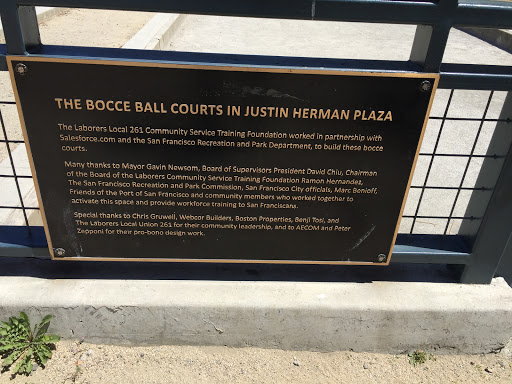 THE BOCCE BALL COURTS IN JUSTIN HERMAN PLAZA
The Laborers Local 261 Community Service Training Foundation worked in partnership with
Salesforce.com and the San Francisco Recreation and Park Department, to build these bocce
courts.
Many thanks to Mayor Gavin Newsom, Board of Supervisors President David Chiu, Chairman
of the Board of the Laborers Community Service Training Foundation Ramon Hernandez,
The San Francisco Recreation and Park Commission, San Francisco City officials, Marc Benioff,
Friends of the Port of San Francisco and community members who worked together to
activate this space and provide workforce training to San Franciscans.
Special thanks to Chris Gruwell, Webcor Builders, Boston Properties, Benji Tosi, and
The Laborers Local Union 261 for their community leadership, and to AECOM and Peter
Zepponi for their pro-bono design work.